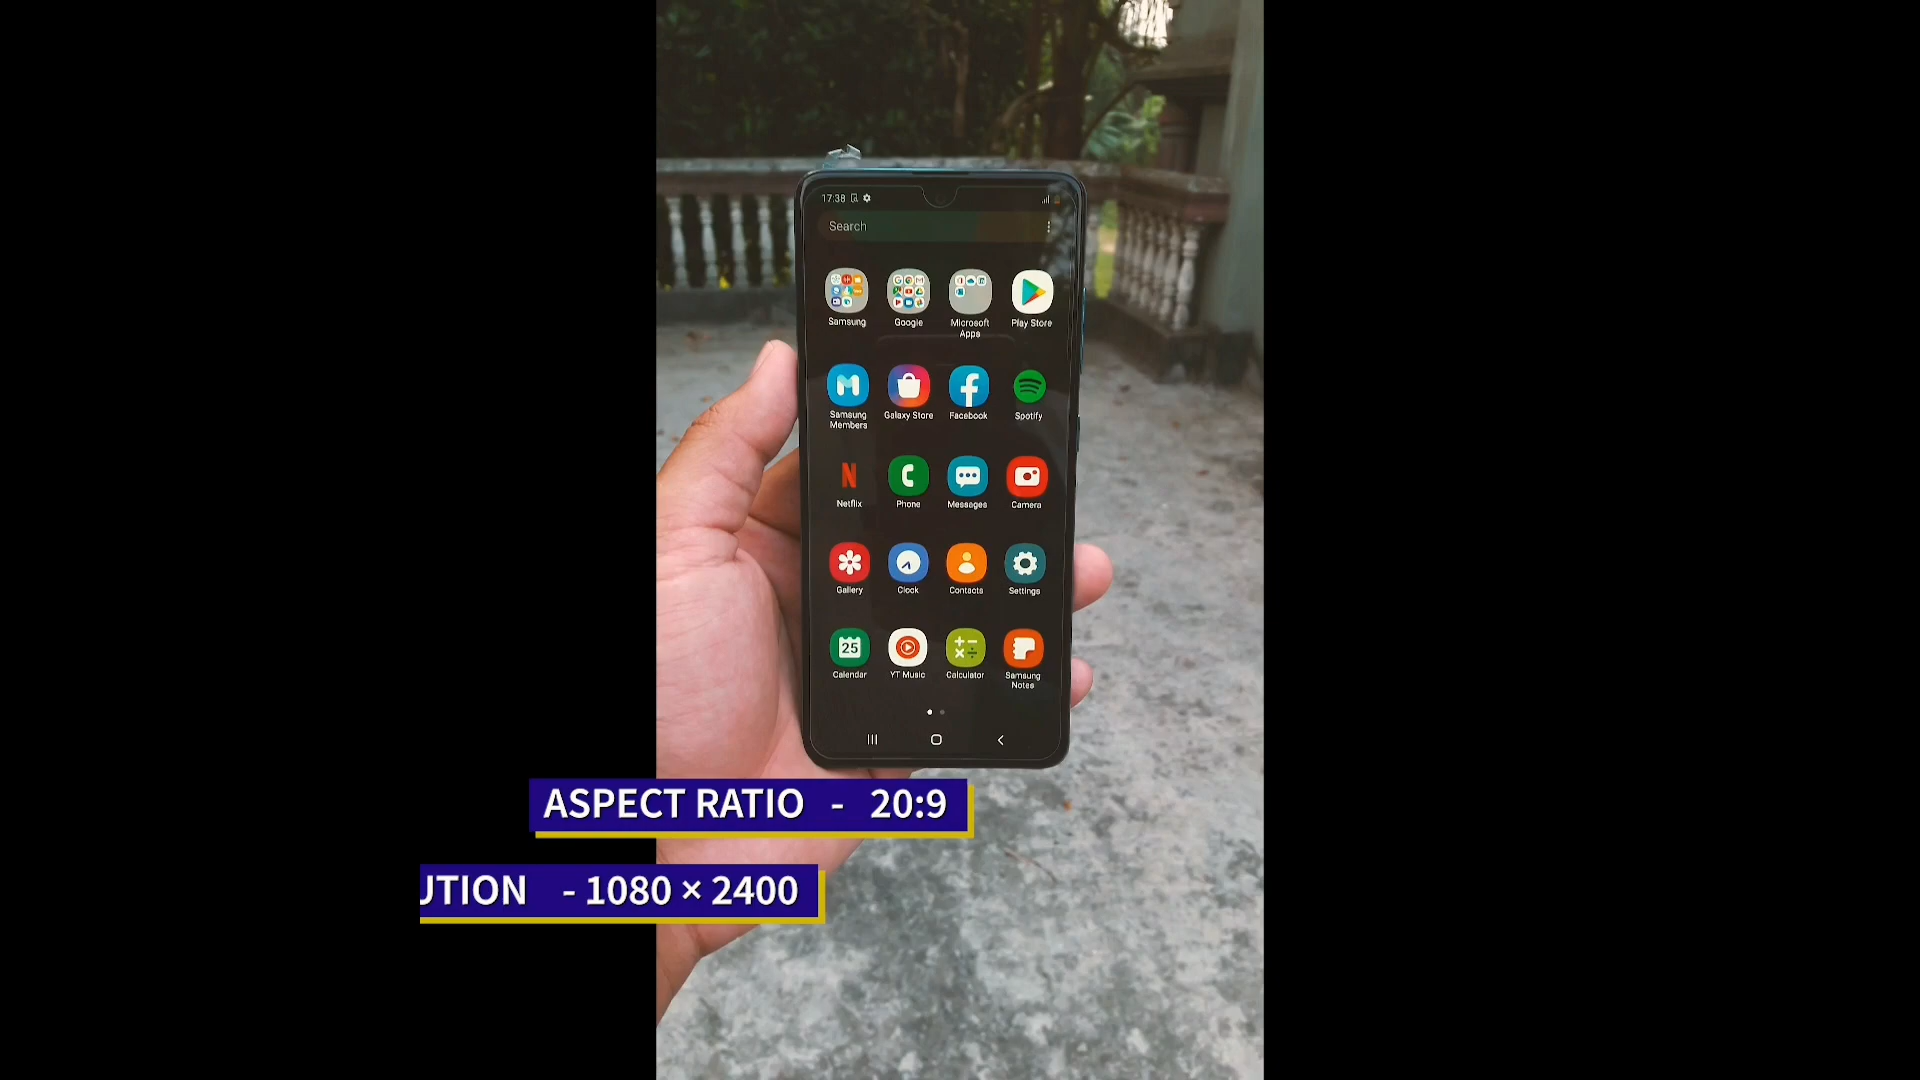 17:38
Search
Samsung Google Microsoft Apps Play Store
Samsung Members Galaxy Store Facebook Spotify
N
Netflix Phone Messages Camera
Gallery Clock Contacts Settings
25
Calendar YT Music Calculator Samsung Notes
ASPECT RATIO - 20:9
UTION - 1080 × 2400